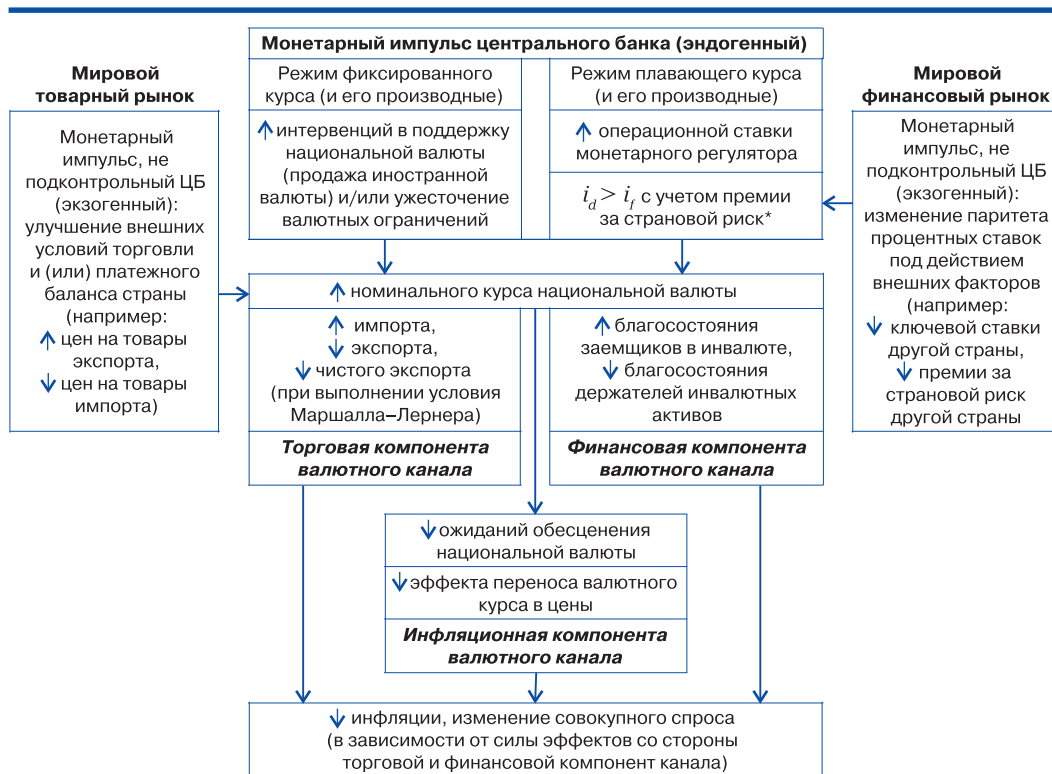 Монетарный импульс центрального банка (эндогенный)
Мировой
товарный рынок
Монетарный
импульс, не
подконтрольный ЦБ
(экзогенный):
улучшение внешних
условий торговли
и (или) платежного
баланса страны
(например:
↑ цен на товары
экспорта,
↓ цен на товары
импорта)
Режим фиксированного
курса (и его производные)
↑ интервенций в поддержку
национальной валюты
(продажа иностранной
валюты) и/или ужесточение
валютных ограничений
Режим плавающего курса
(и его производные)
↑ операционной ставки
монетарного регулятора
i_d > i_f с учетом премии
за страновой риск*
Мировой
финансовый рынок
Монетарный
импульс, не
подконтрольный ЦБ
(экзогенный):
изменение паритета
процентных ставок
под действием
внешних факторов
(например:
↓ ключевой ставки
другой страны,
↓ премии за
страновой риск
другой страны
↑ номинального курса национальной валюты
↑ импорта,
↓ экспорта,
↓ чистого экспорта
(при выполнении условия
Маршалла–Лернера)
Торговая компонента
валютного канала
↑ благосостояния
заемщиков в инвалюте,
↓ благосостояния
держателей инвалютных
активов
Финансовая компонента
валютного канала
↓ ожиданий обесценения
национальной валюты
↓ эффекта переноса валютного
курса в цены
Инфляционная компонента
валютного канала
↓ инфляции, изменение совокупного спроса
(в зависимости от силы эффектов со стороны
торговой и финансовой компонент канала)